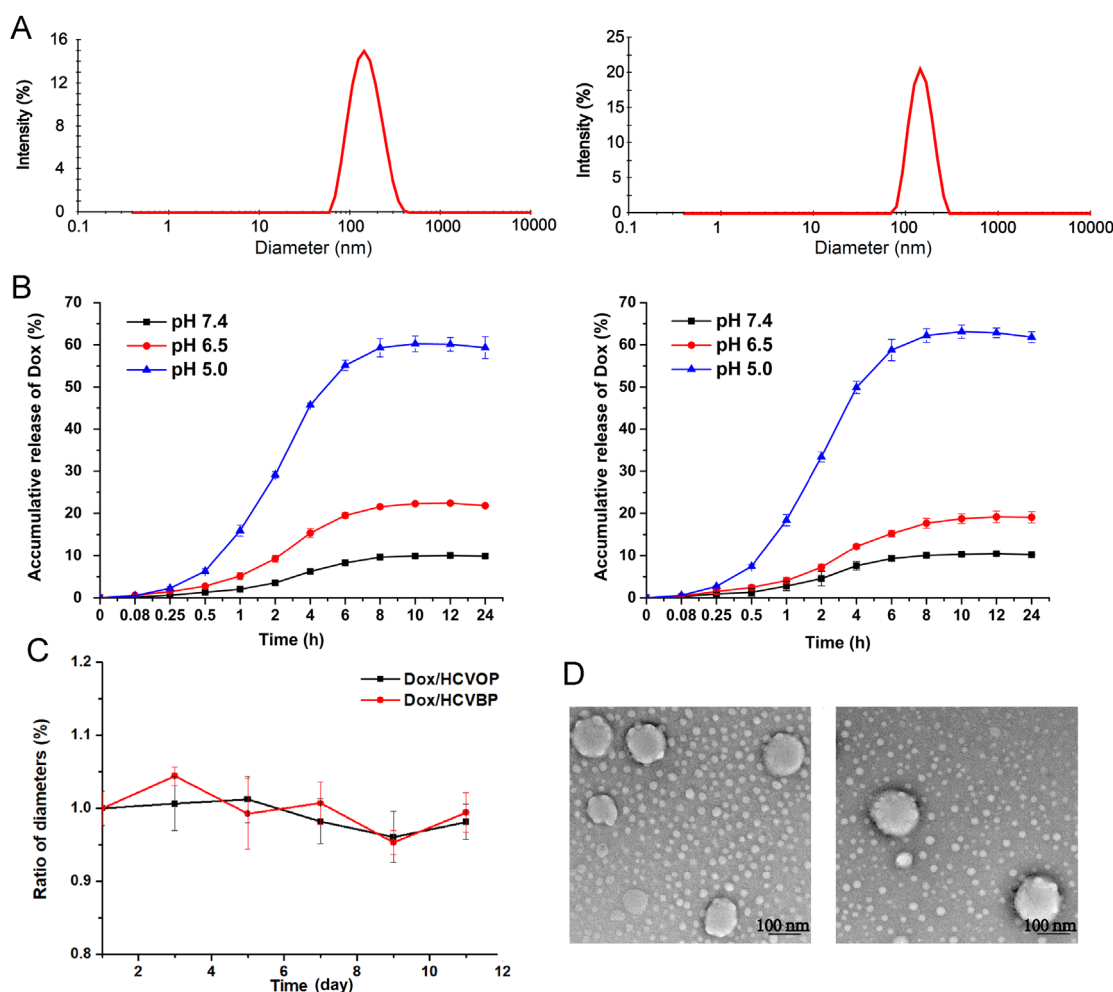 A
16
12
8
4
0
Intensity (%)
0.1 1 10 100 1000 10000
Diameter (nm)
25
20
15
10
5
0
Intensity (%)
0.1 1 10 100 1000 10000
Diameter (nm)
B
70
60
50
40
30
20
10
0
Accumulative release of Dox (%)
pH 7.4
pH 6.5
pH 5.0
0 0.08 0.25 0.5 1 2 4 6 8 10 12 24
Time (h)
70
60
50
40
30
20
10
0
Accumulative release of Dox (%)
pH 7.4
pH 6.5
pH 5.0
0 0.08 0.25 0.5 1 2 4 6 8 10 12 24
Time (h)
C
1.2
1.1
1.0
0.9
0.8
Ratio of diameters (%)
Dox/HCVOP
Dox/HCVBP
2 4 6 8 10 12
Time (day)
D
100 nm
100 nm